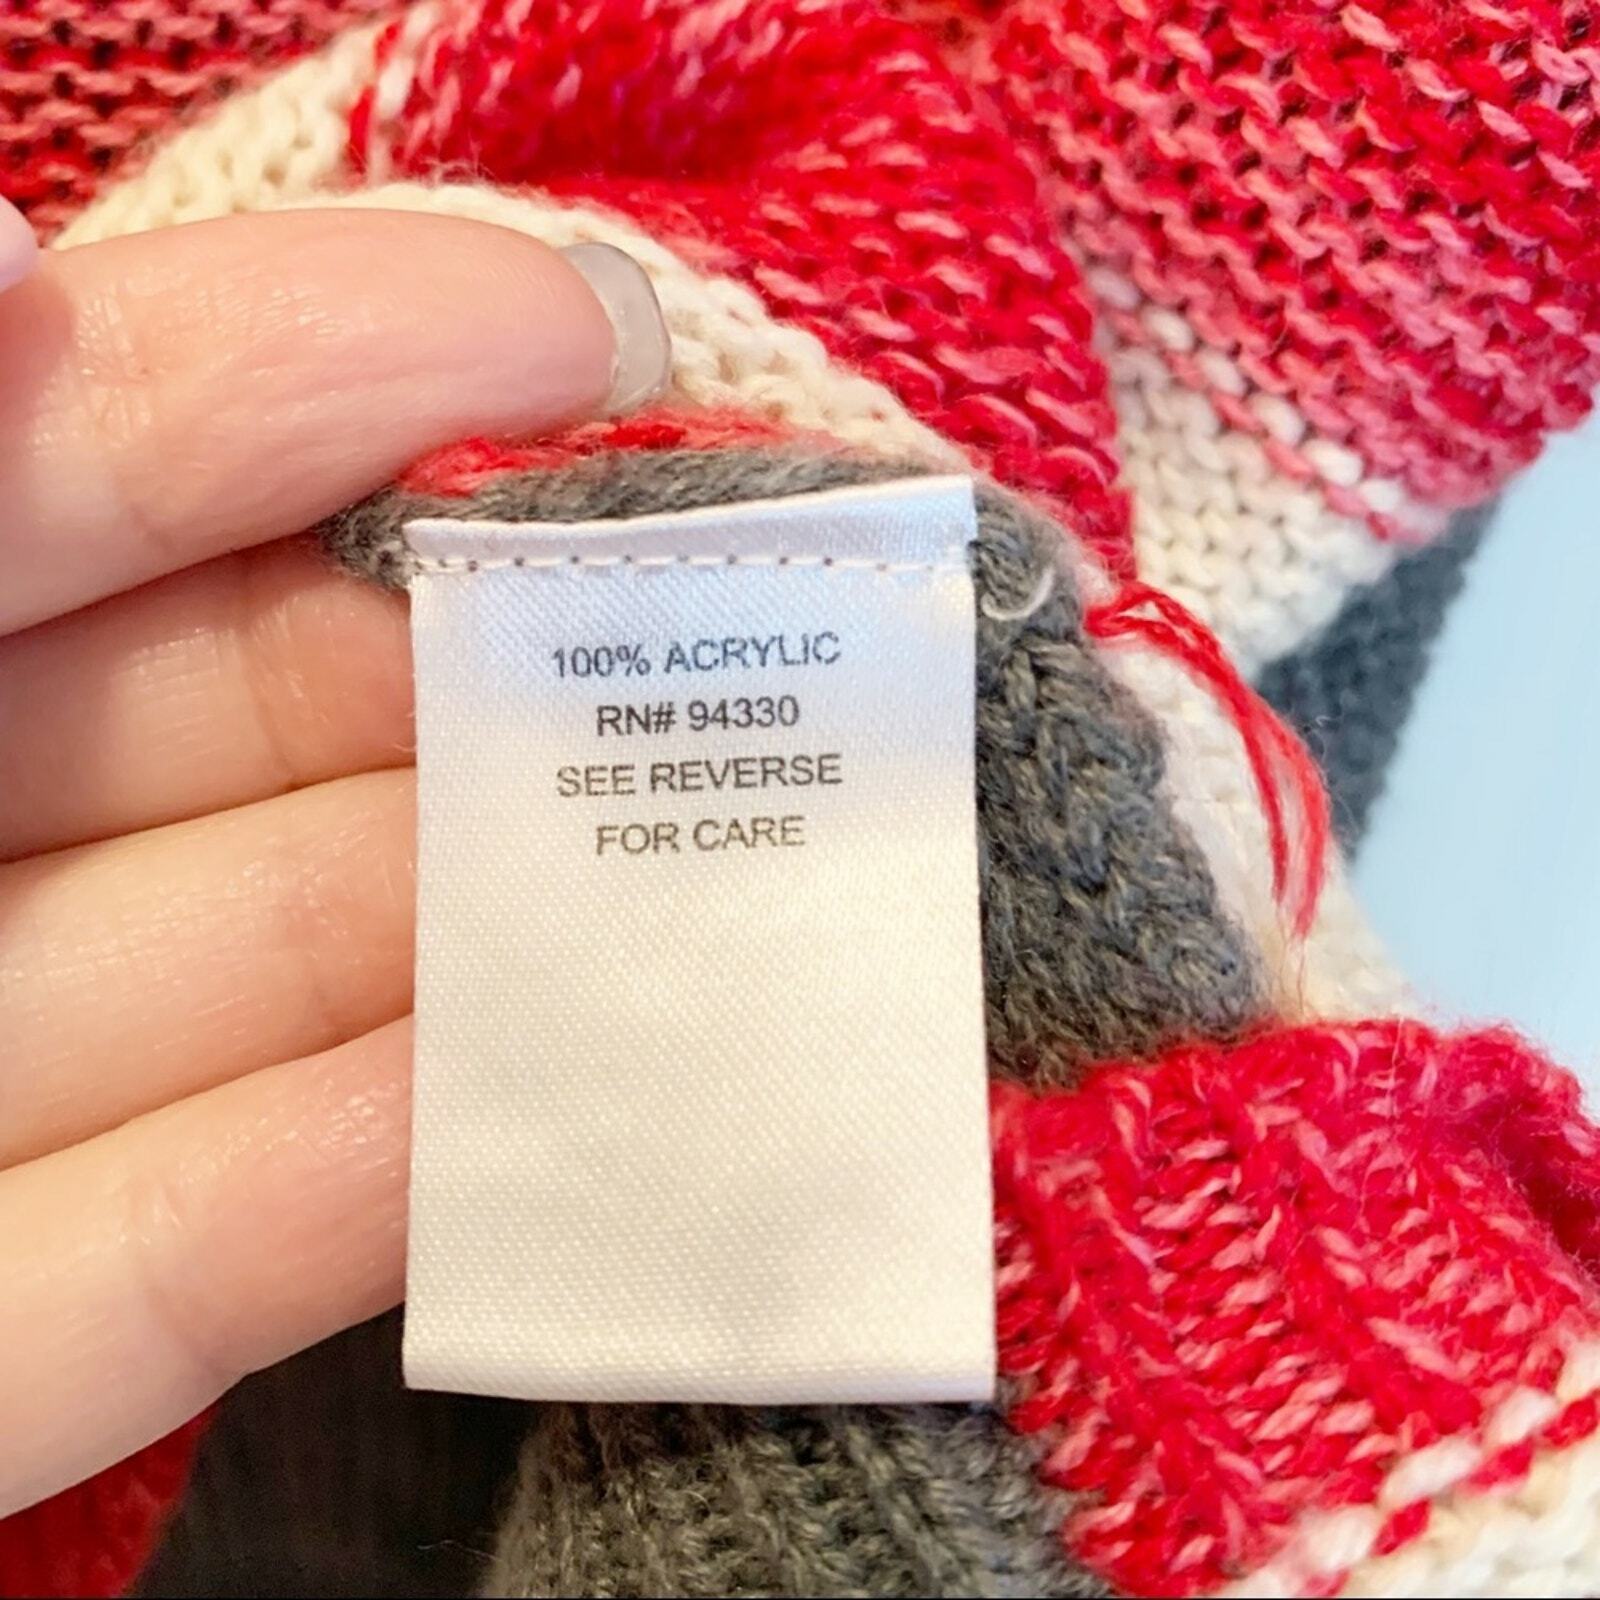 100% ACRYLIC
RN# 94330
SEE REVERSE
FOR CARE